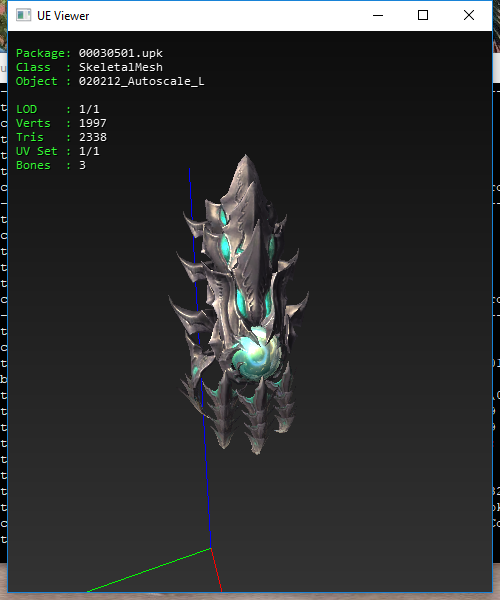 UE Viewer
Package: 00030501.upk
Class : SkeletalMesh
Object : 020212_Autoscale_L
LOD : 1/1
Verts : 1997
Tris : 2338
UV Set : 1/1
Bones : 3